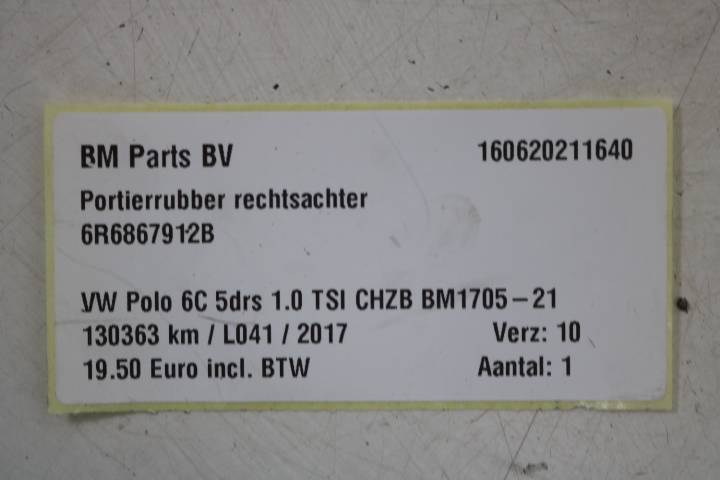 BM Parts BV 160620211640
Portierrubber rechtsachter
6R6867912B
VW Polo 6C 5drs 1.0 TSI CHZB BM1705-21
130363 km / L041 / 2017 Verz: 10
19.50 Euro incl. BTW Aantal: 1